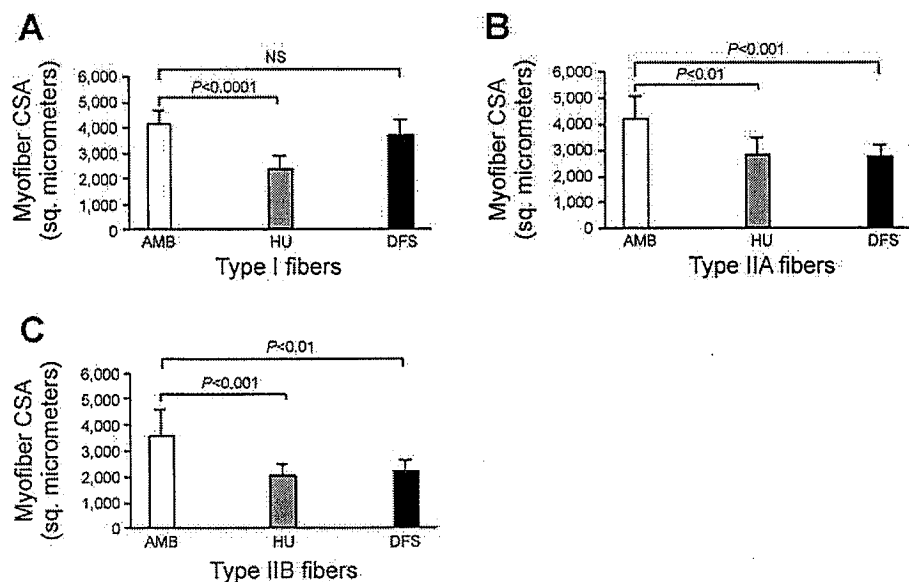 A
NS
P<0.0001
6,000
5,000
4,000
3,000
2,000
1,000
0
Myofiber CSA
(sq. micrometers)
AMB HU DFS
Type I fibers
B
P<0.001
P<0.01
6,000
5,000
4,000
3,000
2,000
1,000
0
Myofiber CSA
(sq. micrometers)
AMB HU DFS
Type IIA fibers
C
P<0.01
P<0.001
6,000
5,000
4,000
3,000
2,000
1,000
0
Myofiber CSA
(sq. micrometers)
AMB HU DFS
Type IIB fibers